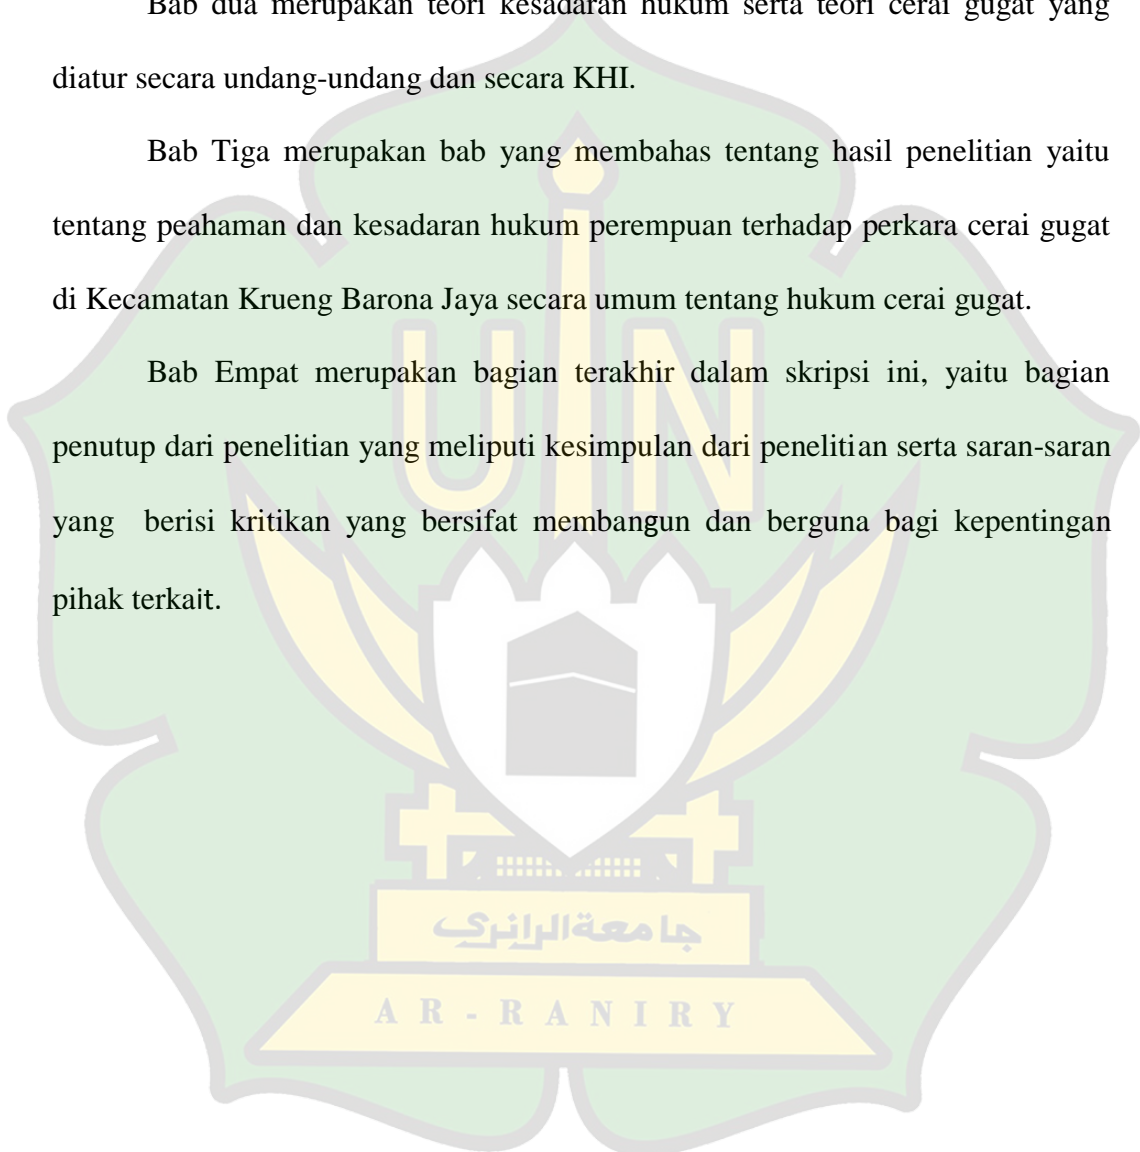 Bab dua merupakan teori kesadaran hukum serta teori cerai gugat yang
diatur secara undang-undang dan secara KHI.
Bab Tiga merupakan bab yang membahas tentang hasil penelitian yaitu
tentang peahaman dan kesadaran hukum perempuan terhadap perkara cerai gugat
di Kecamatan Krueng Barona Jaya secara umum tentang hukum cerai gugat.
Bab Empat merupakan bagian terakhir dalam skripsi ini, yaitu bagian
penutup dari penelitian yang meliputi kesimpulan dari penelitian serta saran-saran
yang berisi kritikan yang bersifat membangun dan berguna bagi kepentingan
pihak terkait.
UIN
جامعة الرانري
AR-RANIRY